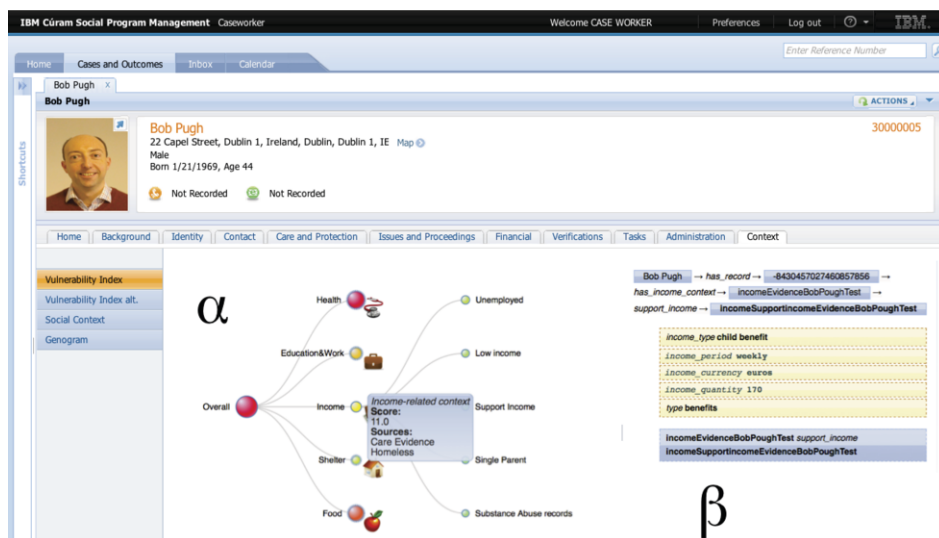 IBM Cúram Social Program Management Caseworker Welcome CASE WORKER Preferences Log out IBM.
Enter Reference Number
Home Cases and Outcomes Inbox Calendar
Bob Pugh X
Bob Pugh ACTIONS
Shortcuts
Bob Pugh 30000005
22 Capel Street, Dublin 1, Ireland, Dublin, Dublin 1, IE Map
Male
Born 1/21/1969, Age 44
Not Recorded Not Recorded
Home Background Identity Contact Care and Protection Issues and Proceedings Financial Verifications Tasks Administration Context
Vulnerability Index
Vulnerability Index alt.
Social Context
Genogram
α
Health
Education&Work
Overall
Income
Shelter
Food
Income-related context
Score:
11.0
Sources:
Care Evidence
Homeless
Unemployed
Low income
Support Income
Single Parent
Substance Abuse records
Bob Pugh → has_record → -8430457027460857856 →
has_income_context → incomeEvidenceBobPoughTest →
support_income → incomeSupportincomeEvidenceBobPoughTest
income_type child benefit
income_period weekly
income_currency euros
income_quantity 170
type benefits
incomeEvidenceBobPoughTest support_income
incomeSupportincomeEvidenceBobPoughTest
β